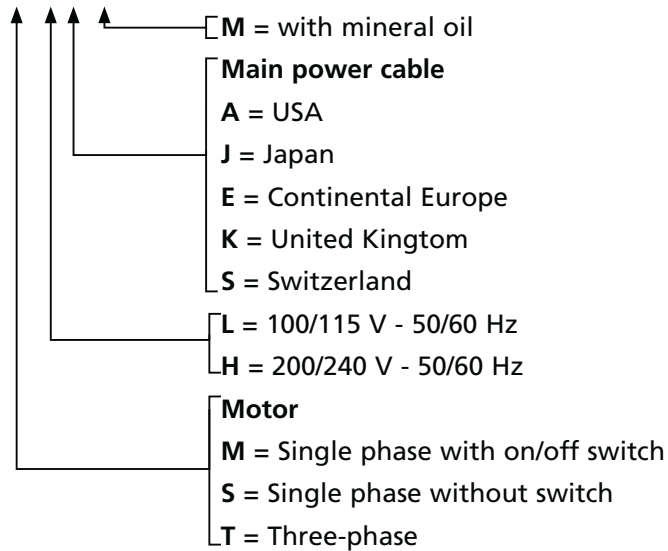 M = with mineral oil
Main power cable
A = USA
J = Japan
E = Continental Europe
K = United Kingtom
S = Switzerland
L = 100/115 V - 50/60 Hz
H = 200/240 V - 50/60 Hz
Motor
M = Single phase with on/off switch
S = Single phase without switch
T = Three-phase